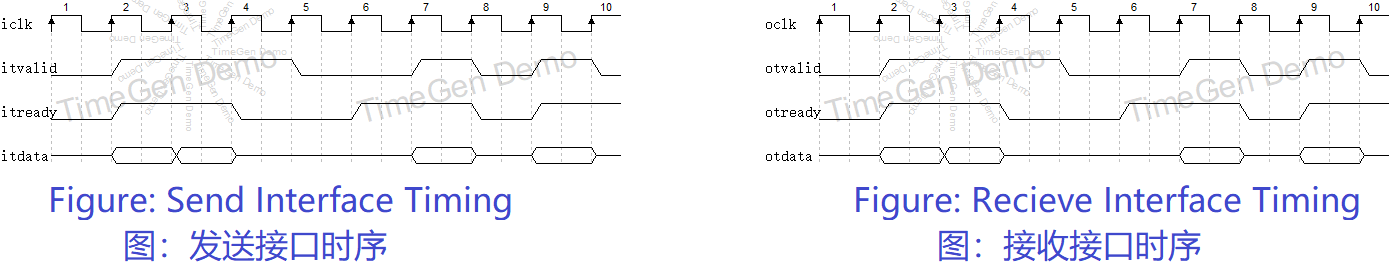 1 2 3 4 5 6 7 8 9 10
iclk
itvalid
itready
itdata
TimeGen Demo
TimeGen Demo
TimeGen Demo
Figure: Send Interface Timing
图：发送接口时序
1 2 3 4 5 6 7 8 9 10
oclk
otvalid
otready
otdata
TimeGen Demo
TimeGen Demo
TimeGen Demo
Figure: Recieve Interface Timing
图：接收接口时序